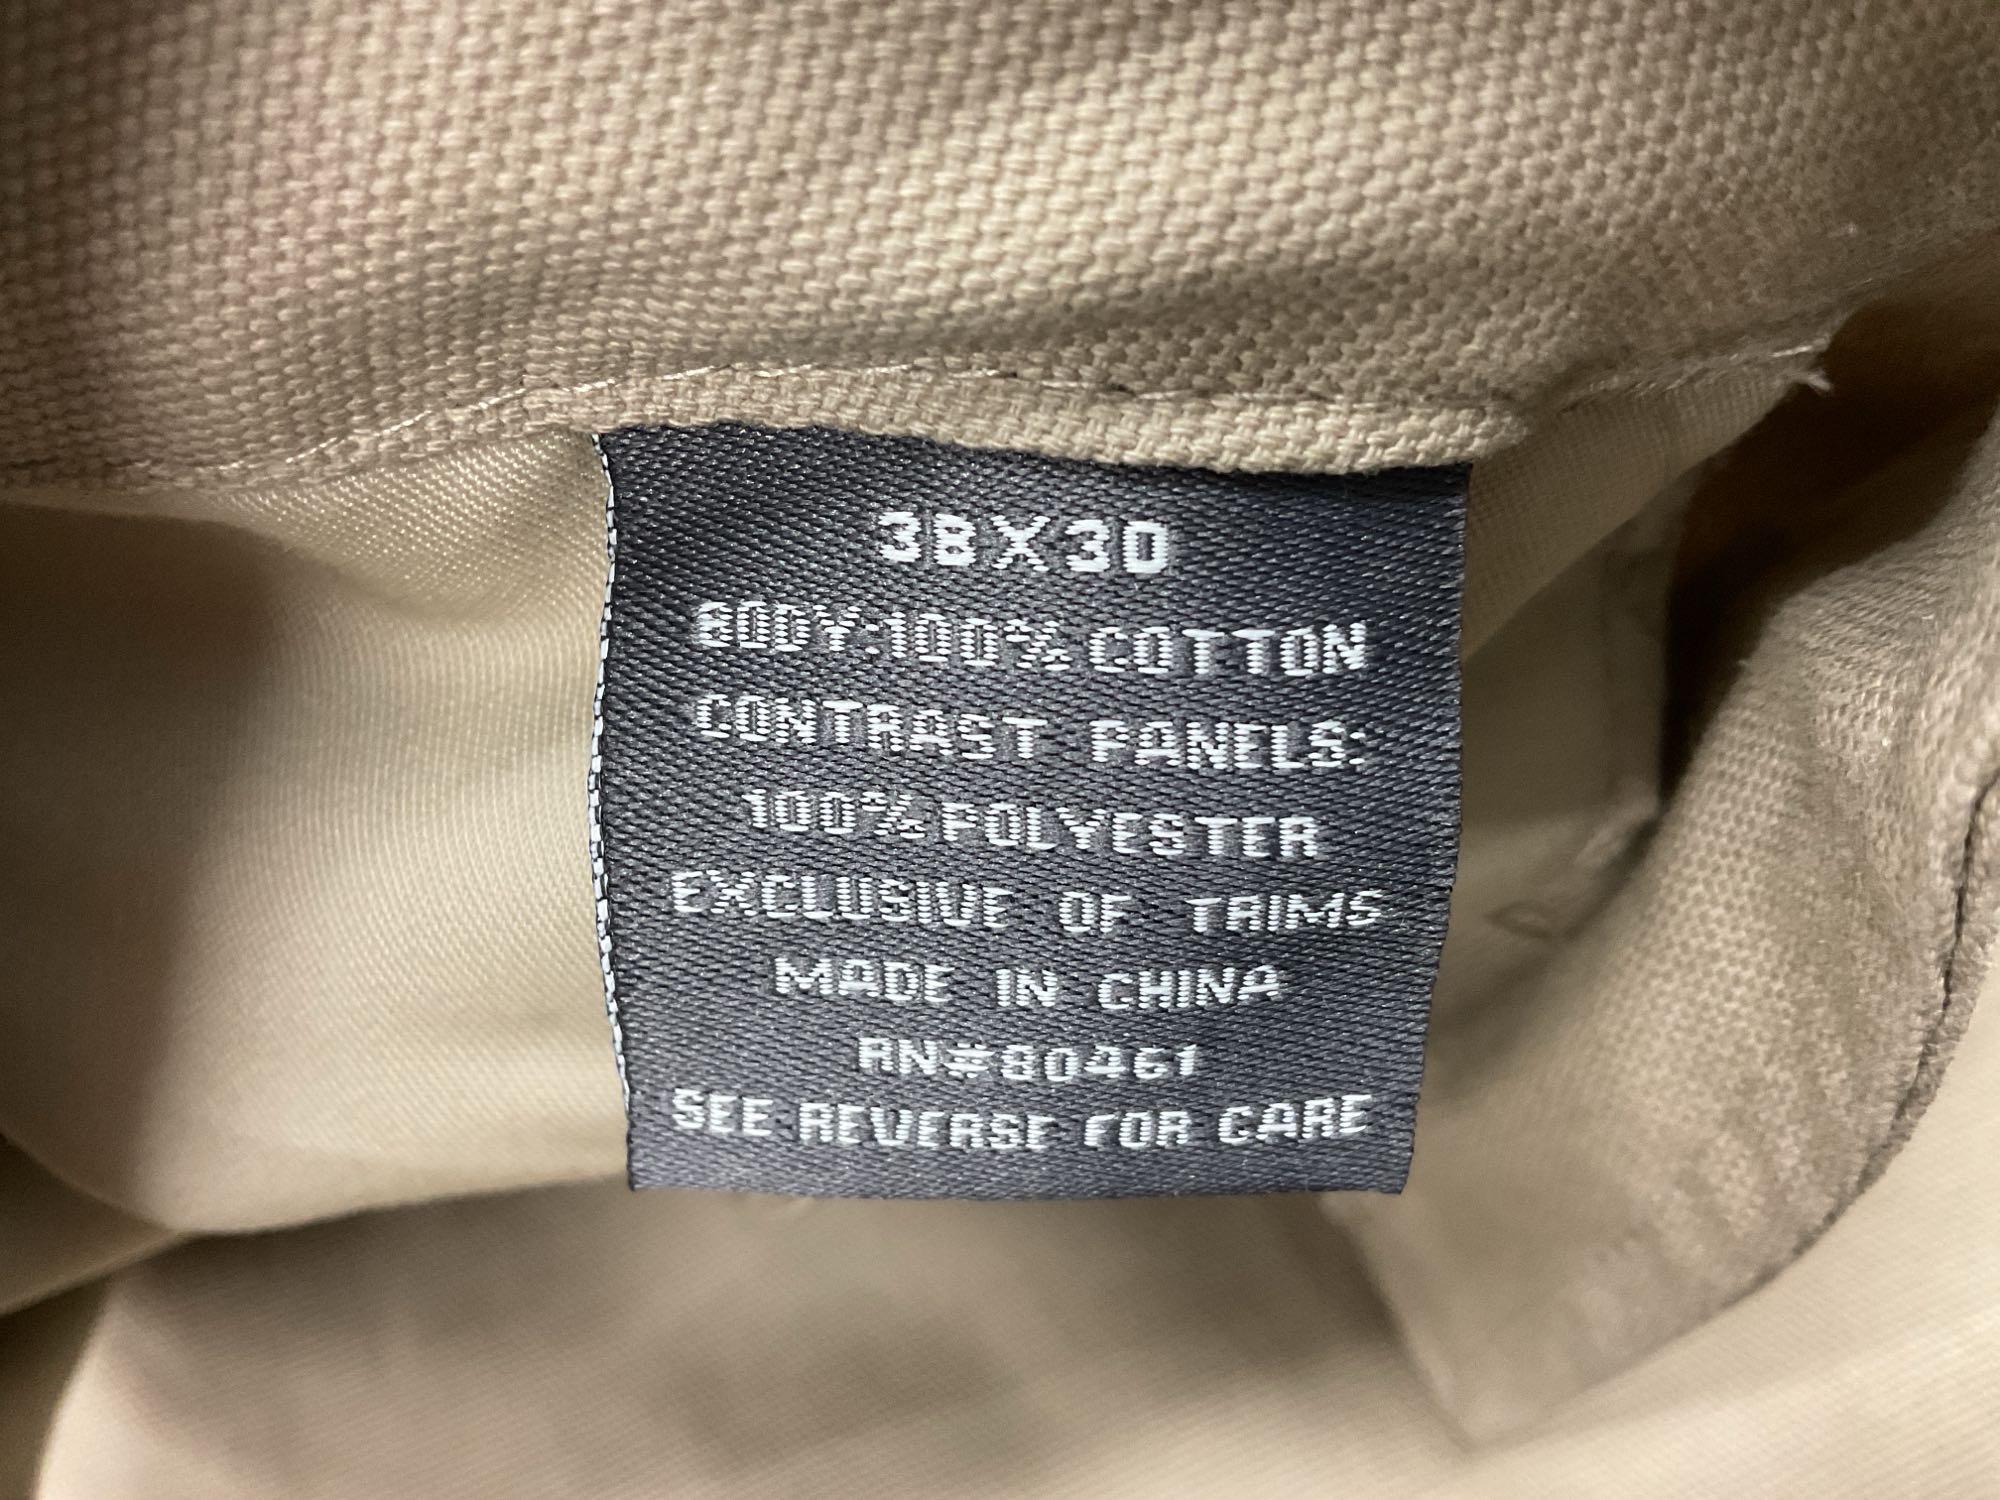 38X30
BODY:100% COTTON
CONTRAST PANELS:
100% POLYESTER
EXCLUSIVE OF TRIMS
MADE IN CHINA
RN#80461
SEE REVERSE FOR CARE